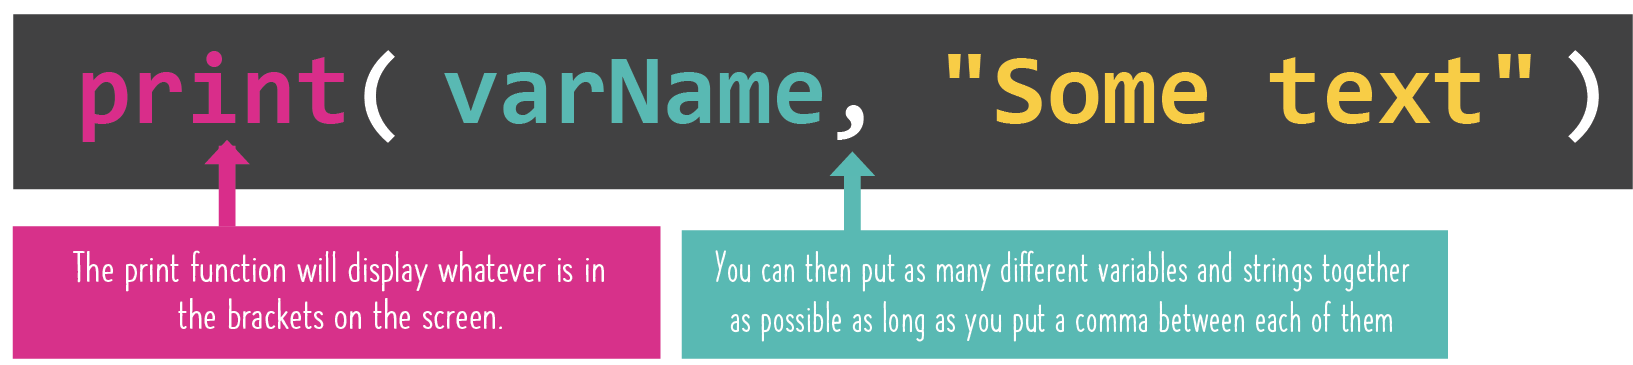 print( varName, "Some text")
The print function will display whatever is in
the brackets on the screen.
You can then put as many different variables and strings together
as possible as long as you put a comma between each of them